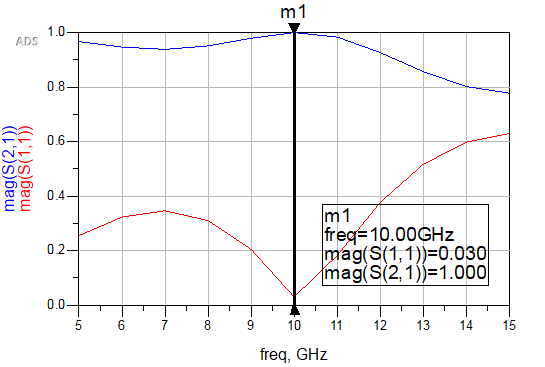 m1
ADS
1.0
0.8
0.6
0.4
0.2
0.0
mag(S(2,1))
mag(S(1,1))
m1
freq=10.00GHz
mag(S(1,1))=0.030
mag(S(2,1))=1.000
5 6 7 8 9 10 11 12 13 14 15
freq, GHz